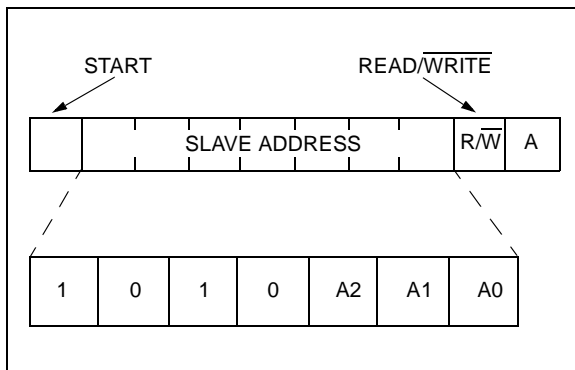 START READ/WRITE
SLAVE ADDRESS R/W A
1 0 1 0 A2 A1 A0